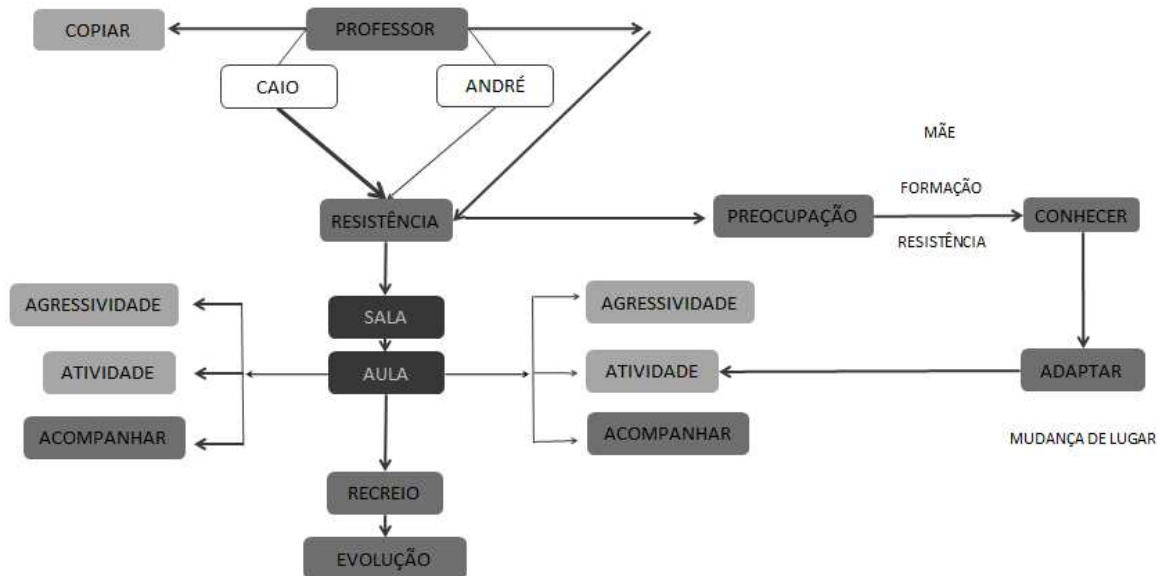 COPIAR
PROFESSOR
CAIO
ANDRÉ
MÃE
FORMAÇÃO
RESISTÊNCIA
PREOCUPAÇÃO
CONHECER
RESISTÊNCIA
AGRESSIVIDADE
SALA
AGRESSIVIDADE
ATIVIDADE
AULA
ATIVIDADE
ADAPTAR
ACOMPANHAR
ACOMPANHAR
MUDANÇA DE LUGAR
RECREIO
EVOLUÇÃO